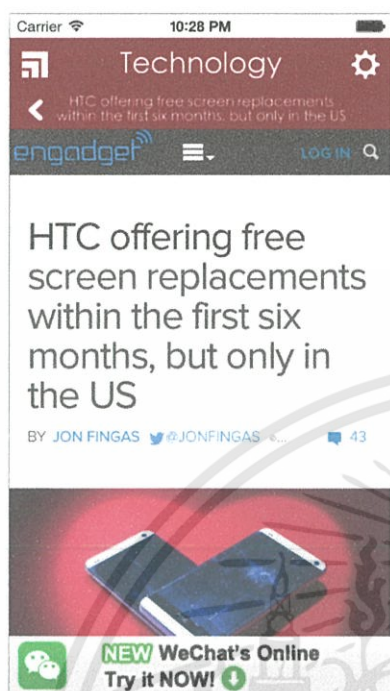 Carrier 10:28 PM
Technology
HTC offering free screen replacements
within the first six months, but only in the US
engadget LOG IN
HTC offering free
screen replacements
within the first six
months, but only in
the US
BY JON FINGAS @JONFINGAS 43
NEW WeChat's Online
Try it NOW!